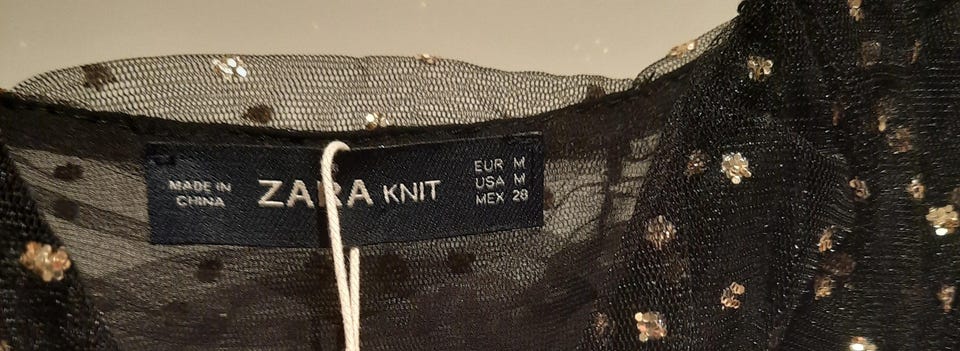 MADE IN
CHINA
ZARA KNIT
EUR M
USA M
MEX 28